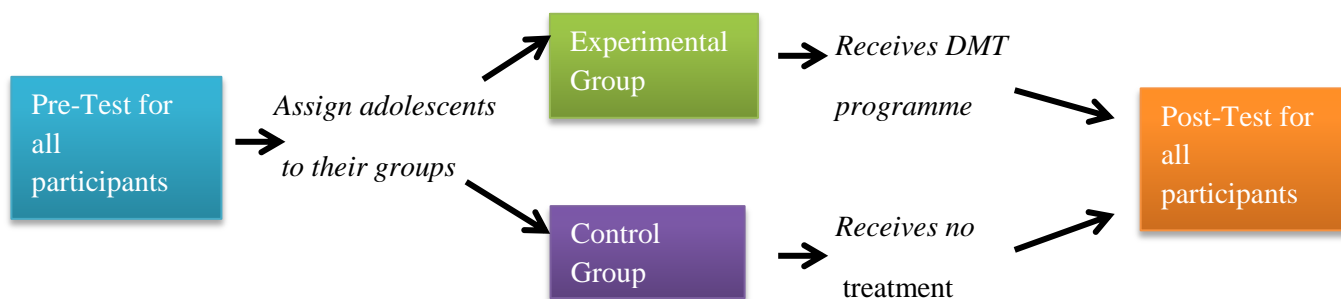 Pre-Test for
all
participants
Assign adolescents
to their groups
Experimental
Group
Receives DMT
programme
Control
Group
Receives no
treatment
Post-Test for
all
participants